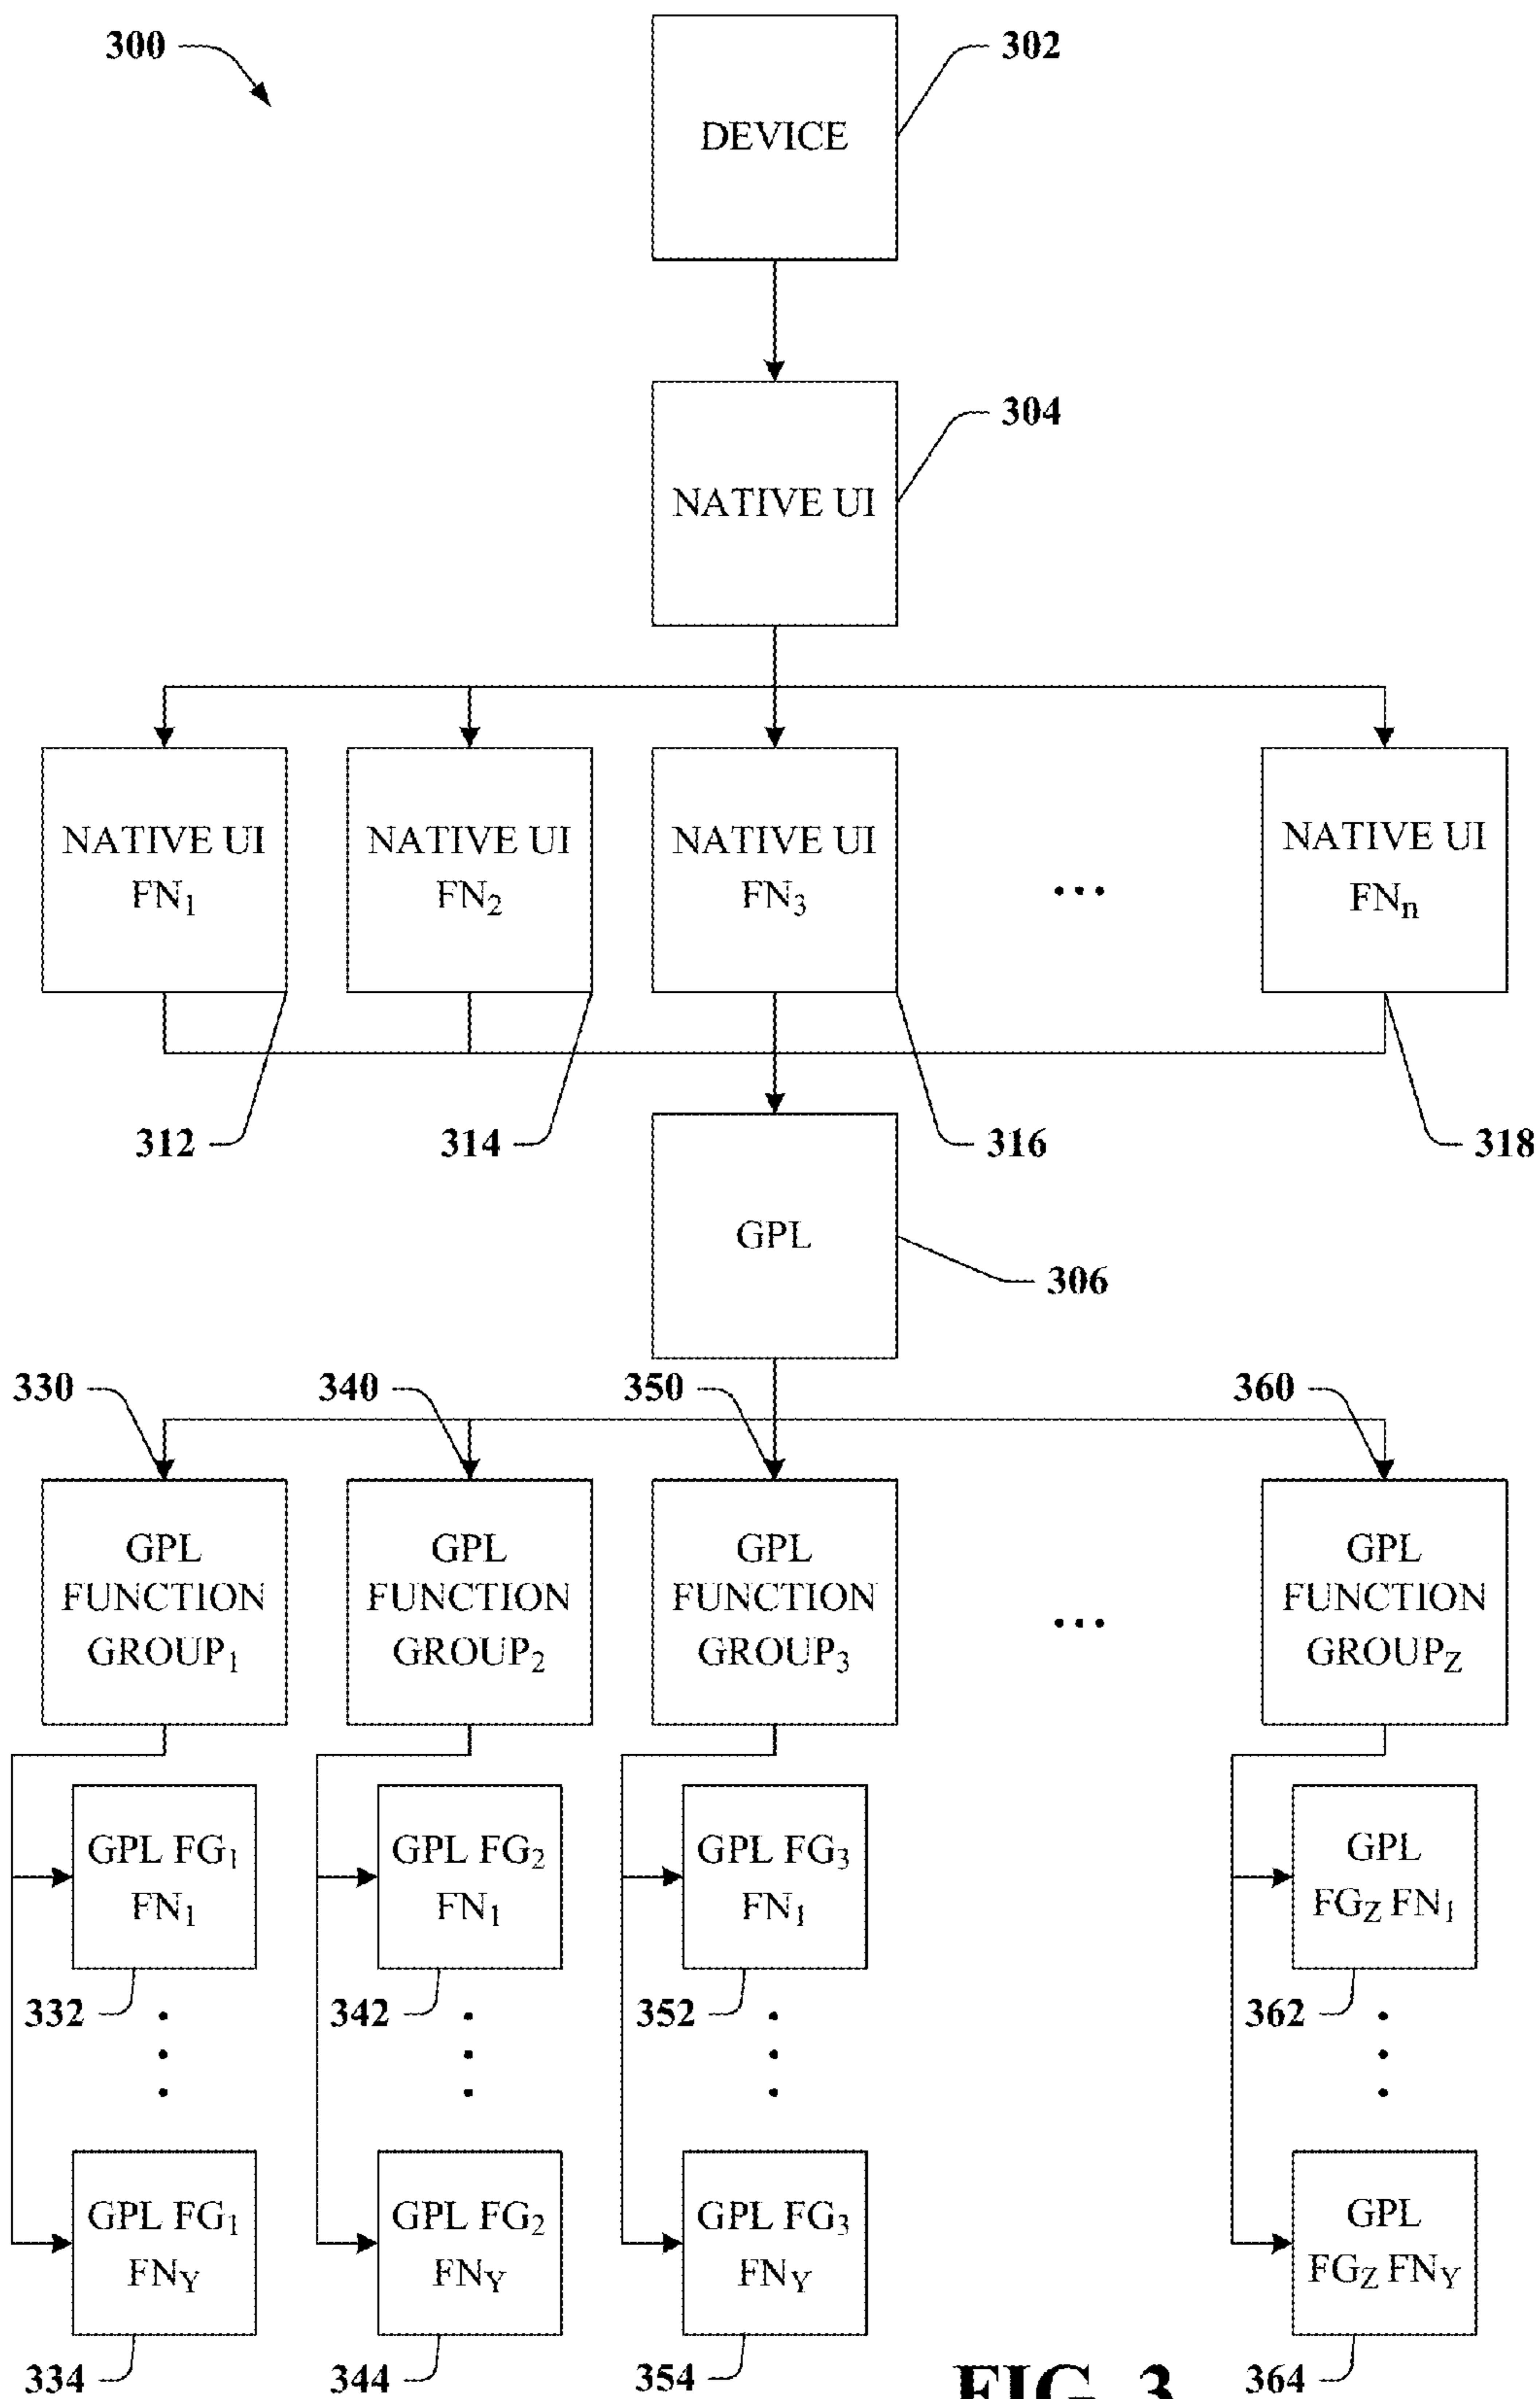 300
302
DEVICE
304
NATIVE UI
NATIVE UI
FN1
NATIVE UI
FN2
NATIVE UI
FN3
...
NATIVE UI
FNn
312
314
316
318
GPL
306
330
340
350
360
GPL
FUNCTION
GROUP1
GPL
FUNCTION
GROUP2
GPL
FUNCTION
GROUP3
...
GPL
FUNCTION
GROUPZ
GPL FG1
FN1
GPL FG2
FN1
GPL FG3
FN1
GPL
FGZ FN1
332
342
352
362
GPL FG1
FNY
GPL FG2
FNY
GPL FG3
FNY
GPL
FGZ FNY
334
344
354
364
FIG. 3